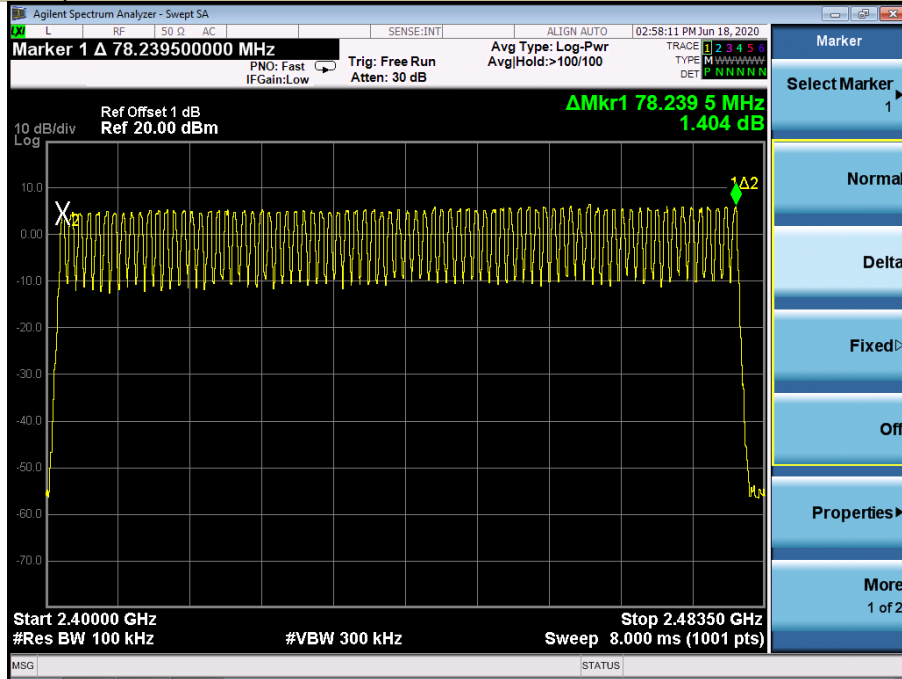 Agilent Spectrum Analyzer - Swept SA
LXI L RF 50 Ω AC SENSE:INT ALIGN AUTO 02:58:11 PM Jun 18, 2020
Marker 1 Δ 78.239500000 MHz
PNO: Fast
IFGain:Low
Trig: Free Run
Atten: 30 dB
Avg Type: Log-Pwr
Avg|Hold:>100/100
TRACE 1 2 3 4 5 6
TYPE M WWWWW
DET P N N N N N
ΔMkr1 78.239 5 MHz
1.404 dB
Ref Offset 1 dB
10 dB/div Ref 20.00 dBm
Log
10.0
0.00
-10.0
-20.0
-30.0
-40.0
-50.0
-60.0
-70.0
X2
1Δ2
Start 2.40000 GHz Stop 2.48350 GHz
#Res BW 100 kHz #VBW 300 kHz Sweep 8.000 ms (1001 pts)
MSG STATUS
Marker
Select Marker
1
Normal
Delta
Fixed
Off
Properties
More
1 of 2